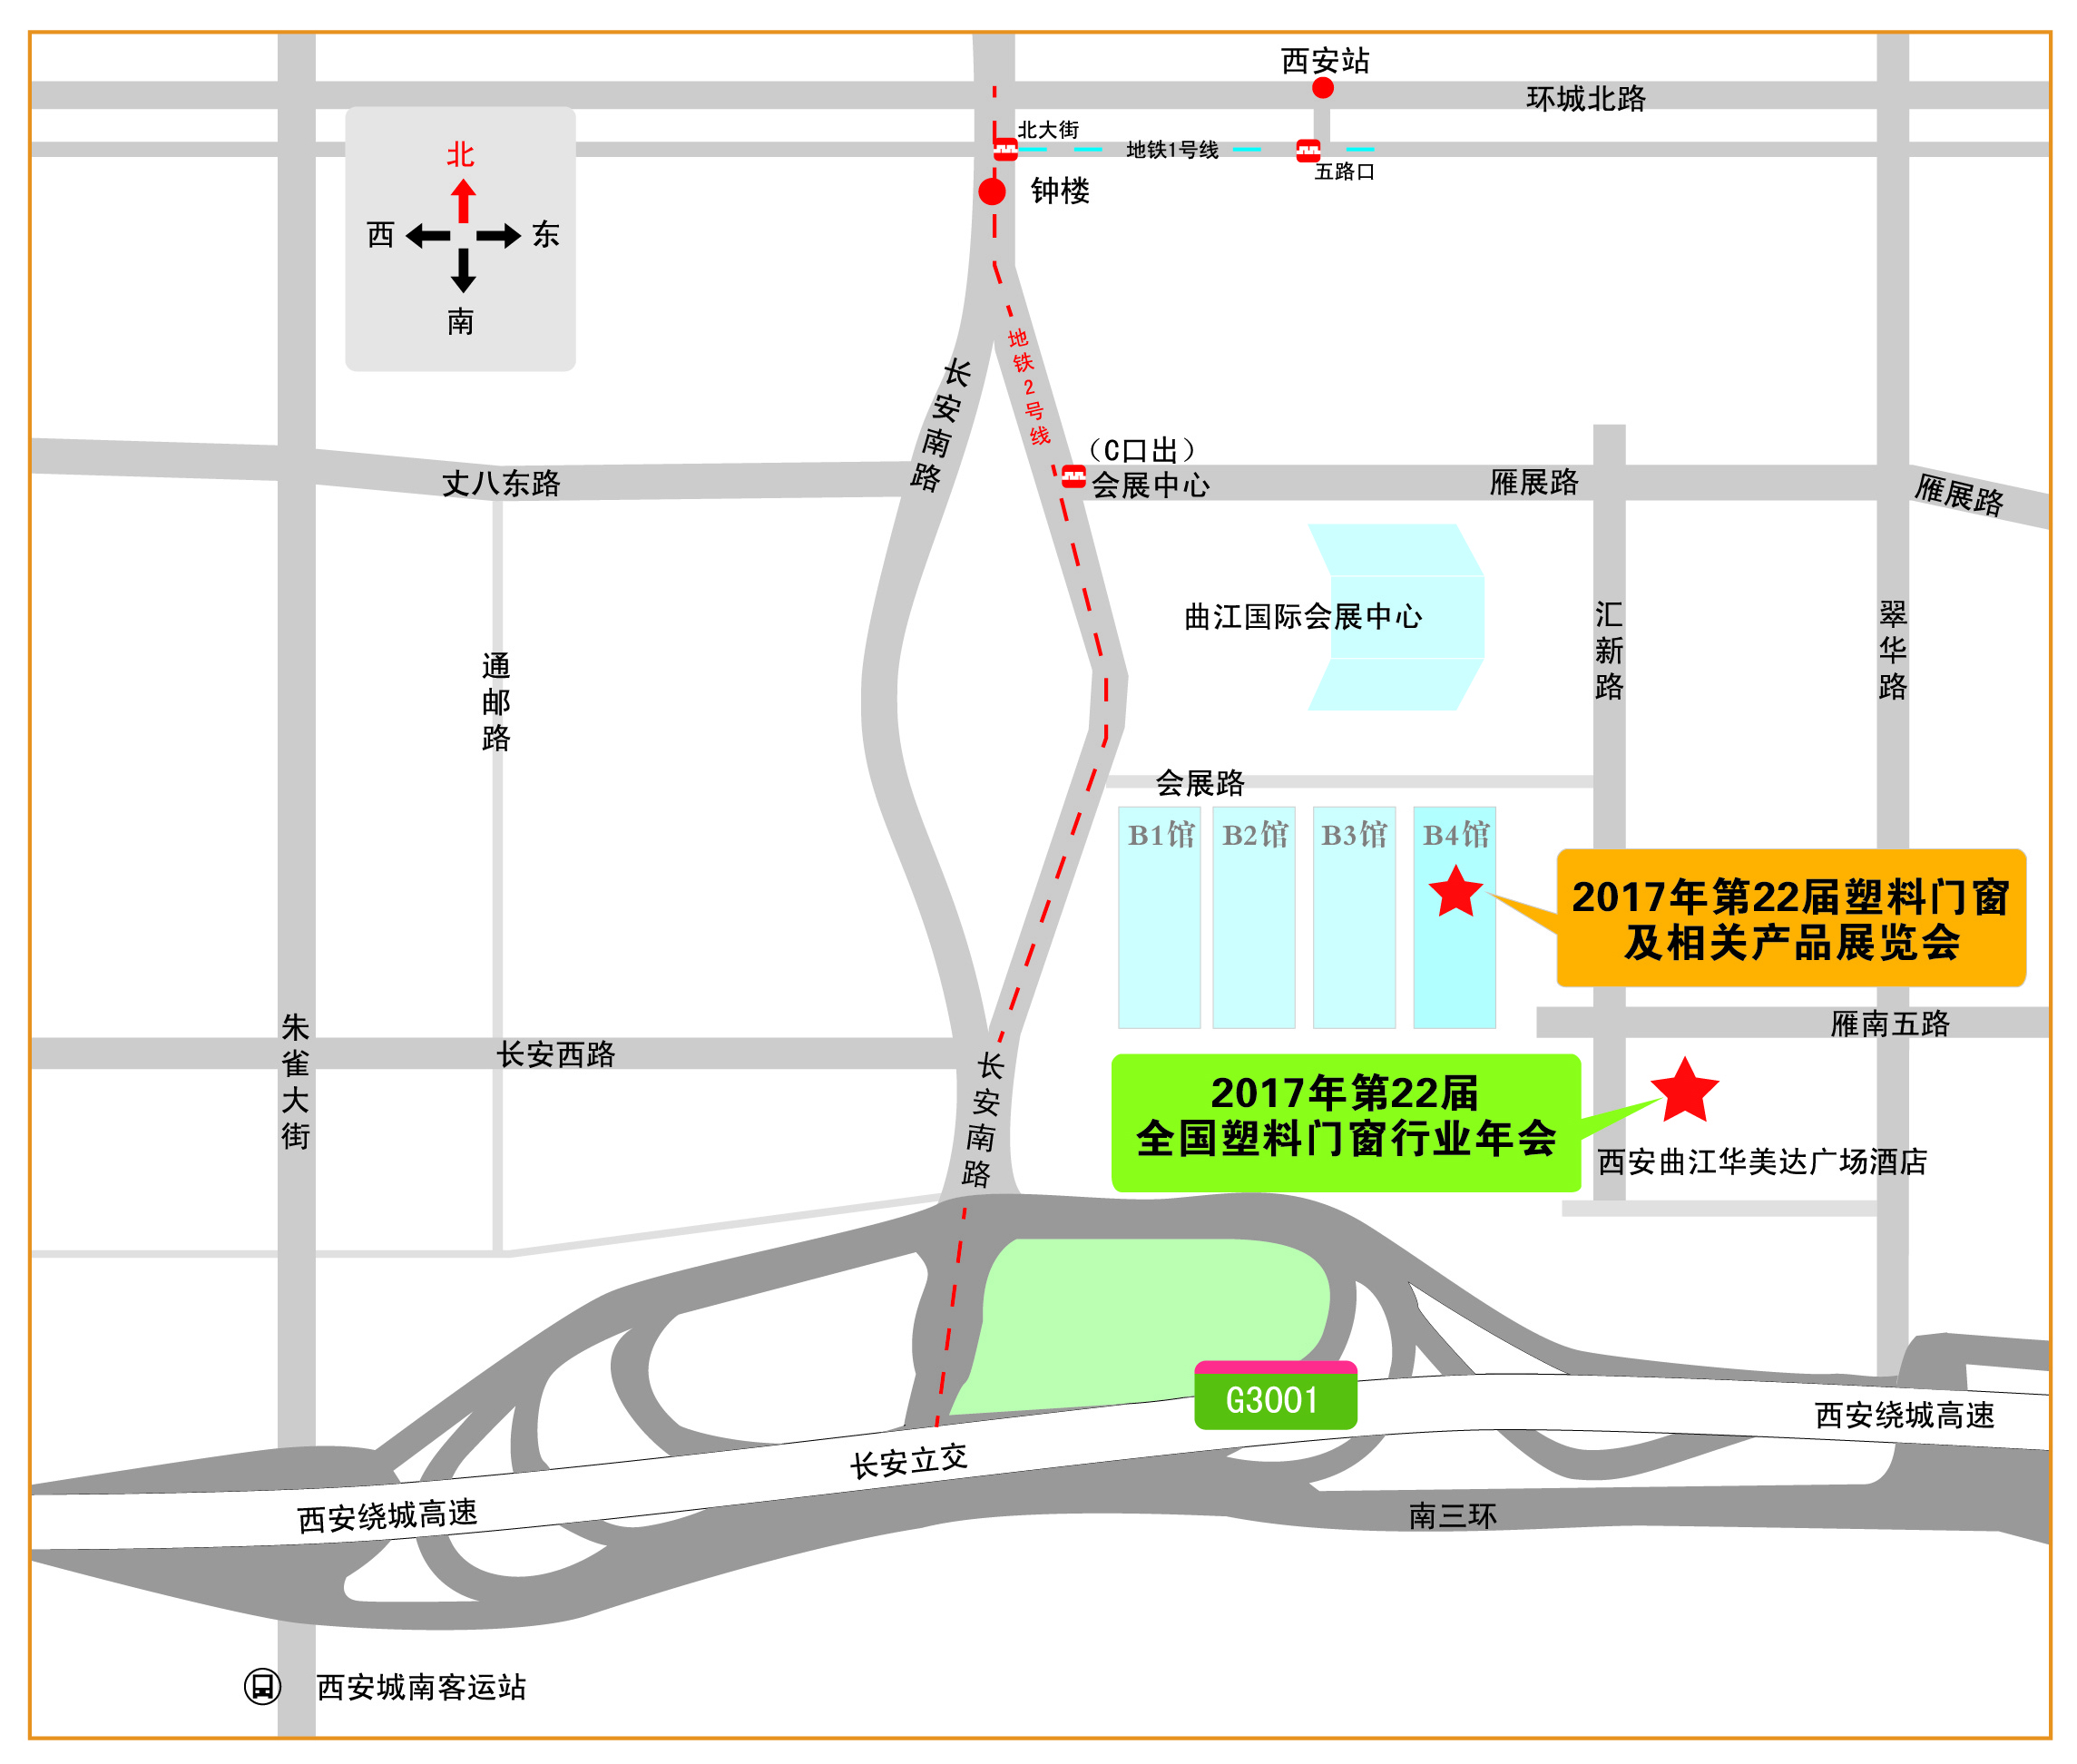 西安站
环城北路
北大街
地铁1号线
五路口
钟楼
北
西
东
南
地铁2号线
长安南路
（C口出）
会展中心
丈八东路
雁展路
雁展路
曲江国际会展中心
汇新路
翠华路
通邮路
会展路
B1馆
B2馆
B3馆
B4馆
2017年第22届塑料门窗
及相关产品展览会
朱雀大街
长安西路
长安南路
雁南五路
2017年第22届
全国塑料门窗行业年会
西安曲江华美达广场酒店
G3001
西安绕城高速
长安立交
西安绕城高速
南三环
西安城南客运站